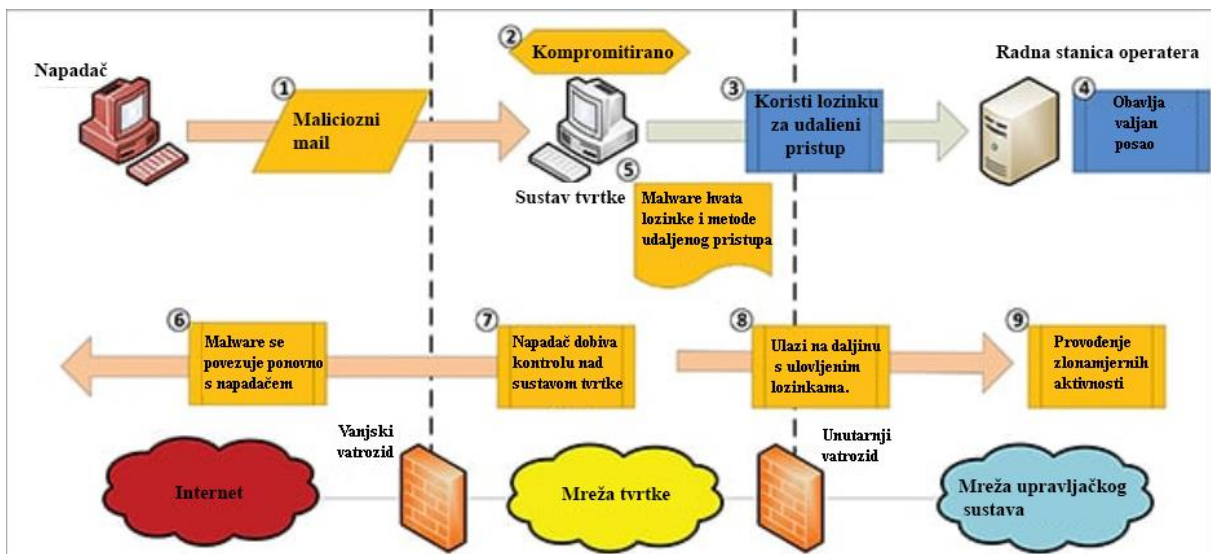 Napadač
①
Maliciozni
mail
②
Kompromitirano
Sustav tvrtke
③
Koristi lozinku
za udalieni
pristup
Radna stanica operatera
④
Obavlja
valjan
posao
⑤
Malware hvata
lozinke i metode
udaljenog pristupa
⑥
Malware se
povezuje ponovno
s napadačem
⑦
Napadač dobiva
kontrolu nad
sustavom tvrtke
⑧
Ulazi na daljinu
s ulovljenim
lozinkama.
⑨
Provođenje
zlonamjernih
aktivnosti
Internet
Vanjski
vatrozid
Mreža tvrtke
Unutarnji
vatrozid
Mreža upravljačkog
sustava